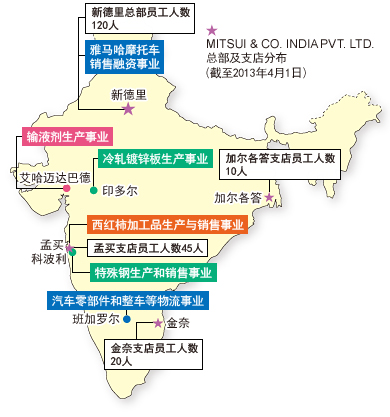 新德里总部员工人数
120人
雅马哈摩托车
销售融资事业
★
MITSUI & CO. INDIA PVT. LTD.
总部及支店分布
(截至2013年4月1日)
新德里
输液剂生产事业
冷轧镀锌板生产事业
加尔各答支店员工人数
10人
艾哈迈达巴德
印多尔
加尔各答
西红柿加工品生产与销售事业
孟买
孟买支店员工人数45人
科波利
特殊钢生产和销售事业
汽车零部件和整车等物流事业
班加罗尔
金奈
金奈支店员工人数
20人